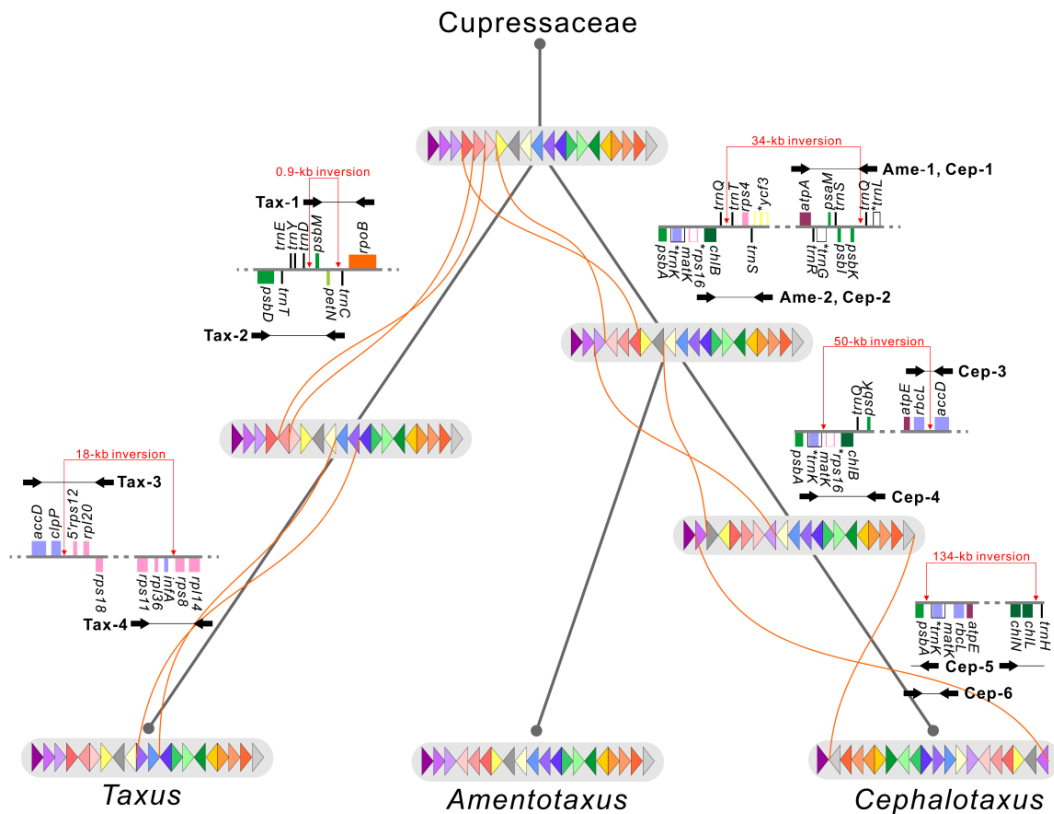 Cupressaceae
34-kb inversion
Ame-1, Cep-1
trnQ
trnT
rps4
*ycf3
atpA
psaM
trnS
trnQ
*trnL
psbA
*trnK
matK
*rps16
chlB
trnS
trnR
*trnG
psbI
psbK
Ame-2, Cep-2
0.9-kb inversion
Tax-1
trnE
trnY
trnD
psbM
rpoB
psbD
trnT
petN
trnC
Tax-2
50-kb inversion
Cep-3
trnQ
psbK
atpE
rbcL
accD
psbA
*trnK
matK
*rps16
chlB
Cep-4
18-kb inversion
Tax-3
accD
clpP
5'rps12
rpl20
rps18
rps11
rpl36
infA
rps8
rpl14
Tax-4
134-kb inversion
psbA
*trnK
matK
rbcL
atpE
chlN
chlL
trnH
Cep-5
Cep-6
Taxus
Amentotaxus
Cephalotaxus